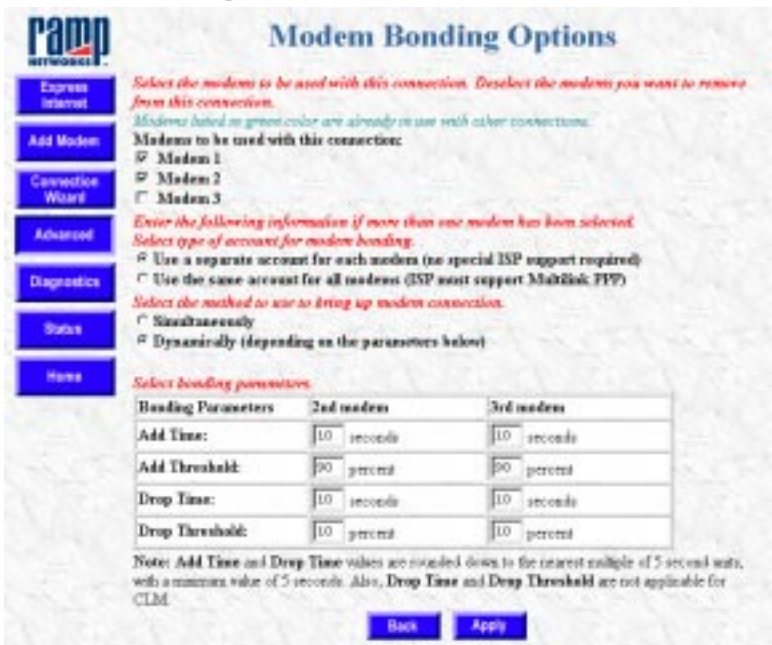 ramp
NETWORKS
Modem Bonding Options
Express
Internet
Add Modem
Connection
Wizard
Advanced
Diagnostics
Status
Home
Select the modems to be used with this connection. Deselect the modems you want to remove
from this connection.
Modems listed in green color are already in use with other connections.
Modems to be used with this connection:
Modem 1
Modem 2
Modem 3
Enter the following information if more than one modem has been selected.
Select type of account for modem bonding.
Use a separate account for each modem (no special ISP support required)
Use the same account for all modems (ISP must support Multilink PPP)
Select the method to use to bring up modem connection.
Simultaneously
Dynamically (depending on the parameters below)
Select bonding parameters.
Bonding Parameters 2nd modem 3rd modem
Add Time: 10 seconds 10 seconds
Add Threshold: 90 percent 90 percent
Drop Time: 10 seconds 10 seconds
Drop Threshold: 10 percent 10 percent
Note: Add Time and Drop Time values are rounded down to the nearest multiple of 5 second units,
with a minimum value of 5 seconds. Also, Drop Time and Drop Threshold are not applicable for
CLM.
Back Apply